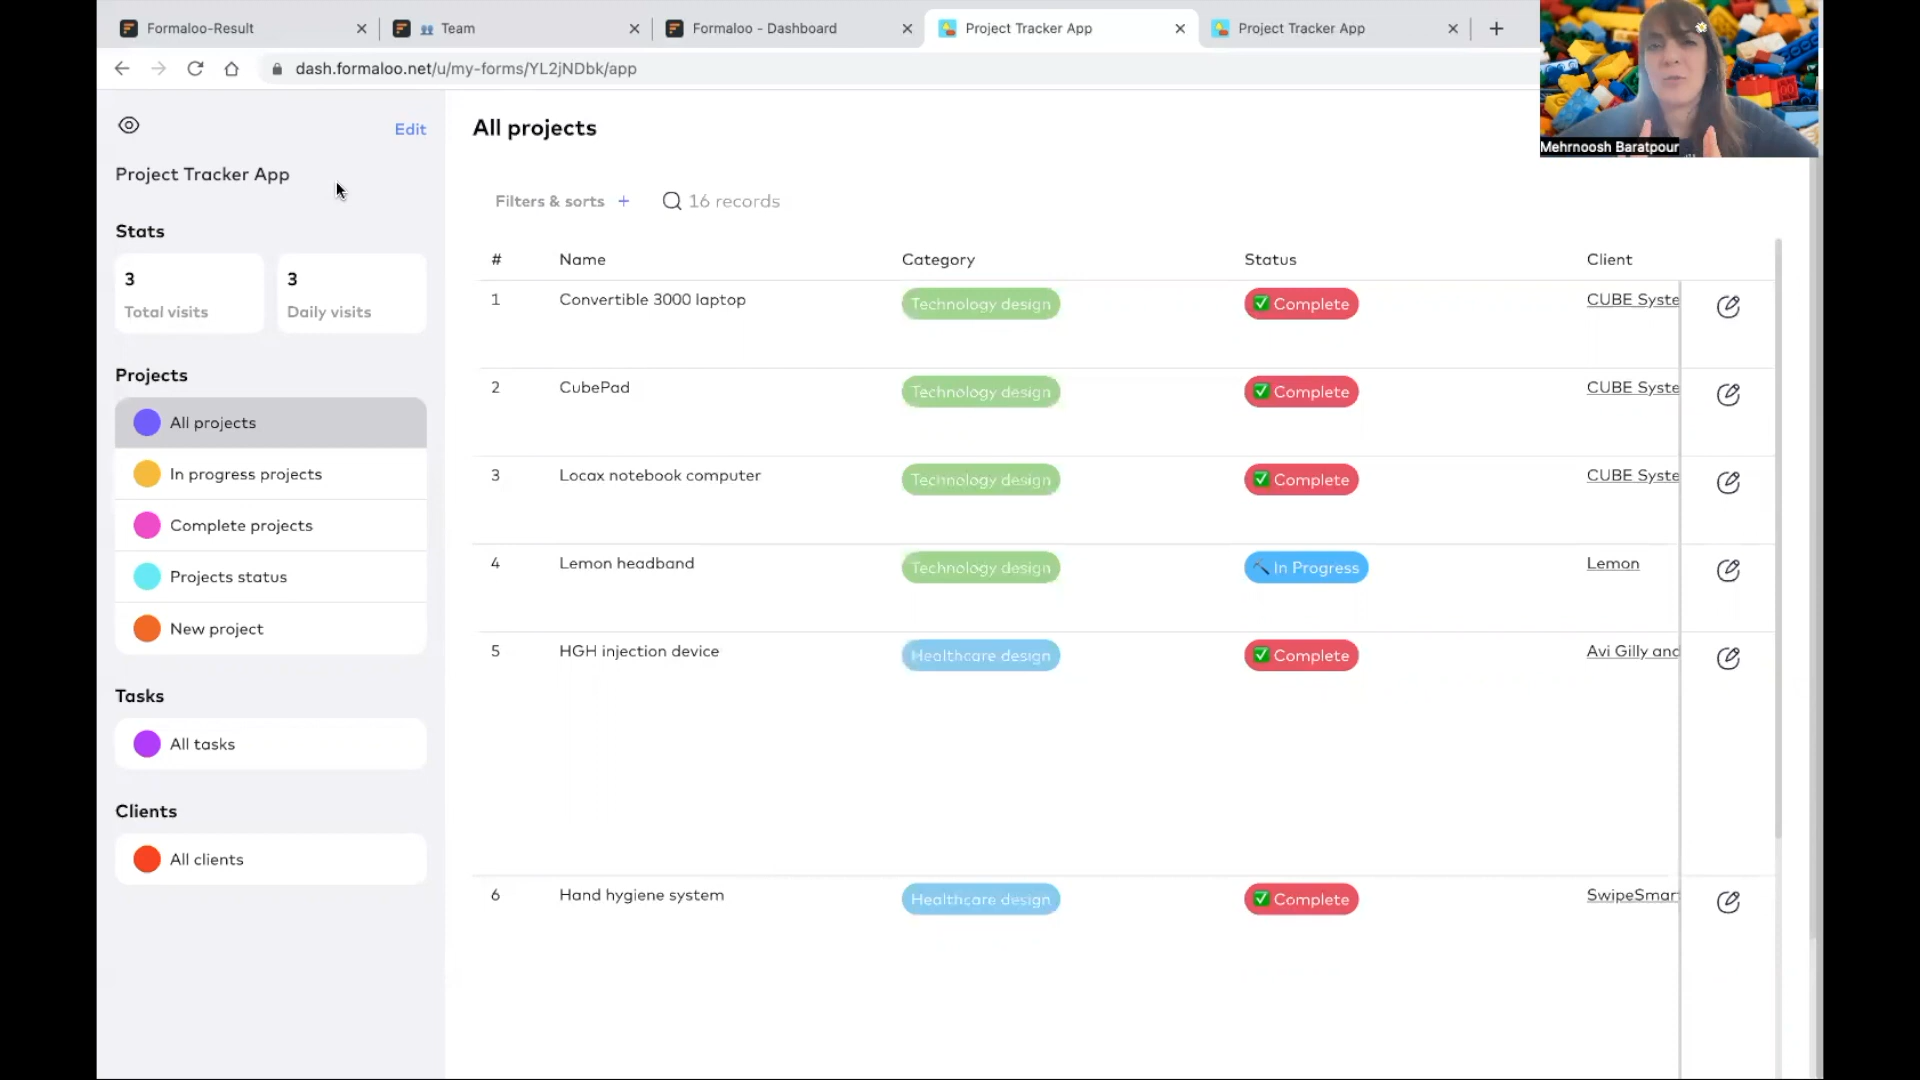 Formaloo-Result
Team
Formaloo - Dashboard
Project Tracker App
Project Tracker App
dash.formaloo.net/u/my-forms/YL2jNDbk/app
Mehrnoosh Baratpour
Edit
Project Tracker App
Stats
3
Total visits
3
Daily visits
Projects
All projects
In progress projects
Complete projects
Projects status
New project
Tasks
All tasks
Clients
All clients
All projects
Filters & sorts +
16 records
# Name Category Status Client
1 Convertible 3000 laptop Technology design ✅ Complete CUBE Syste
2 CubePad Technology design ✅ Complete CUBE Syste
3 Locax notebook computer Technology design ✅ Complete CUBE Syste
4 Lemon headband Technology design 🔨 In Progress Lemon
5 HGH injection device Healthcare design ✅ Complete Avi Gilly and
6 Hand hygiene system Healthcare design ✅ Complete SwipeSmart